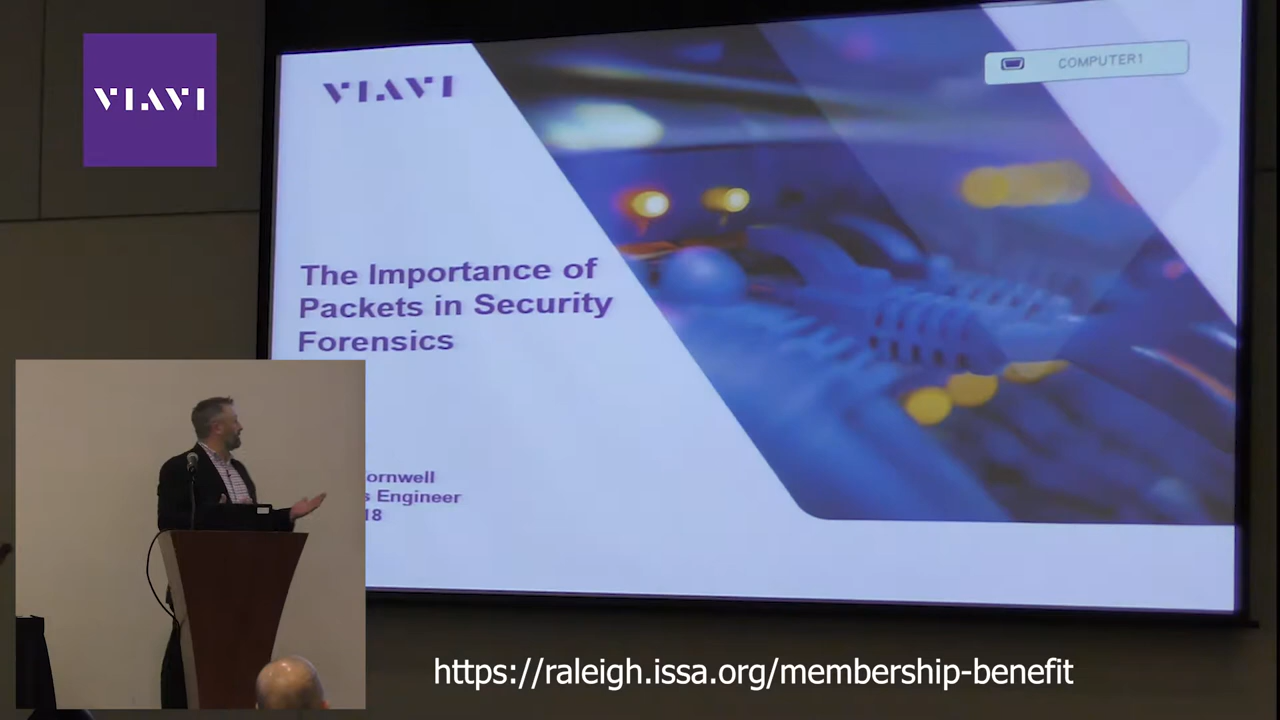 VIAVI
VIAVI
COMPUTER1
The Importance of
Packets in Security
Forensics
ornwell
Engineer
18
https://raleigh.issa.org/membership-benefit